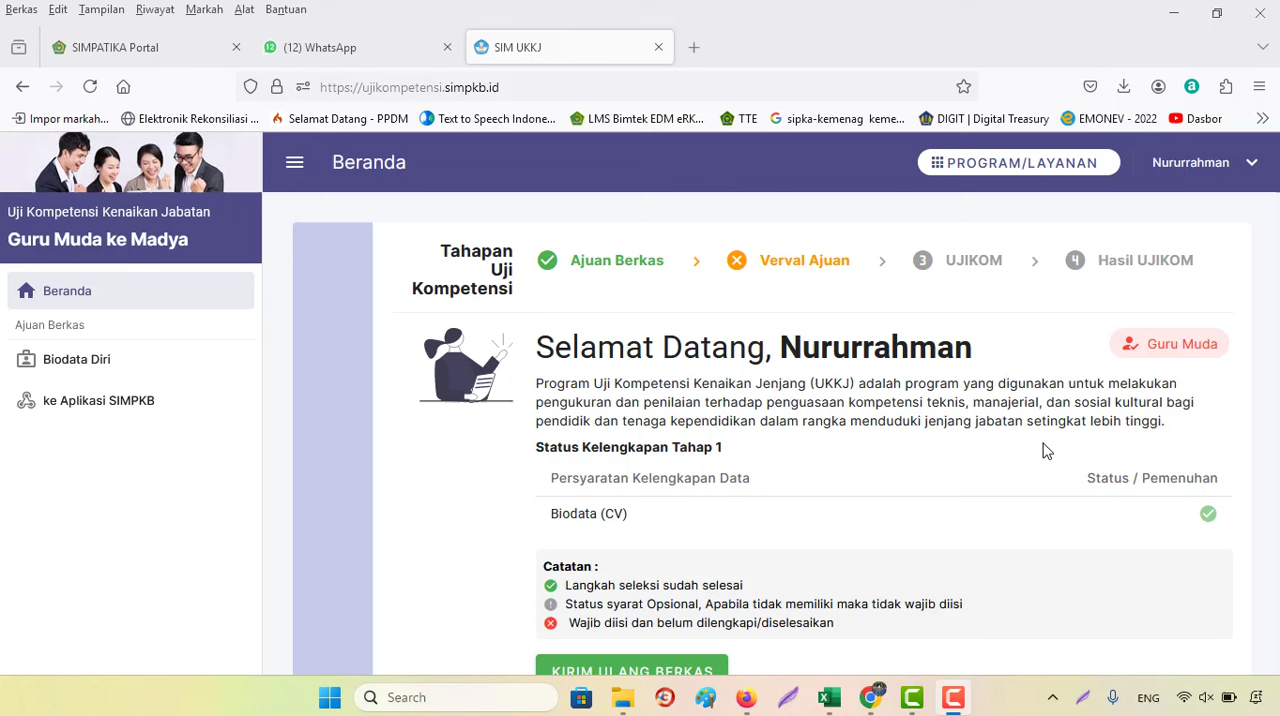 Berkas Edit Tampilan Riwayat Markah Alat Bantuan
SIMPATIKA Portal (12) WhatsApp SIM UKKJ
https://ujikompetensi.simpkb.id
Impor markah... Elektronik Rekonsiliasi ... Selamat Datang - PPDM Text to Speech Indone... LMS Bimtek EDM eRK... TTE sipka-kemenag keme... DIGIT | Digital Treasury EMONEV - 2022 Dasbor
Beranda PROGRAM/LAYANAN Nururrahman
Uji Kompetensi Kenaikan Jabatan
Guru Muda ke Madya
Beranda
Ajuan Berkas
Biodata Diri
ke Aplikasi SIMPKB
Tahapan
Uji
Kompetensi
Ajuan Berkas Verval Ajuan 3 UJIKOM 4 Hasil UJIKOM
Selamat Datang, Nururrahman
Guru Muda
Program Uji Kompetensi Kenaikan Jenjang (UKKJ) adalah program yang digunakan untuk melakukan
pengukuran dan penilaian terhadap penguasaan kompetensi teknis, manajerial, dan sosial kultural bagi
pendidik dan tenaga kependidikan dalam rangka menduduki jenjang jabatan setingkat lebih tinggi.
Status Kelengkapan Tahap 1
Persyaratan Kelengkapan Data Status / Pemenuhan
Biodata (CV)
Catatan :
Langkah seleksi sudah selesai
Status syarat Opsional, Apabila tidak memiliki maka tidak wajib diisi
Wajib diisi dan belum dilengkapi/diselesaikan
KIRIM ULANG BERKAS
Search ENG